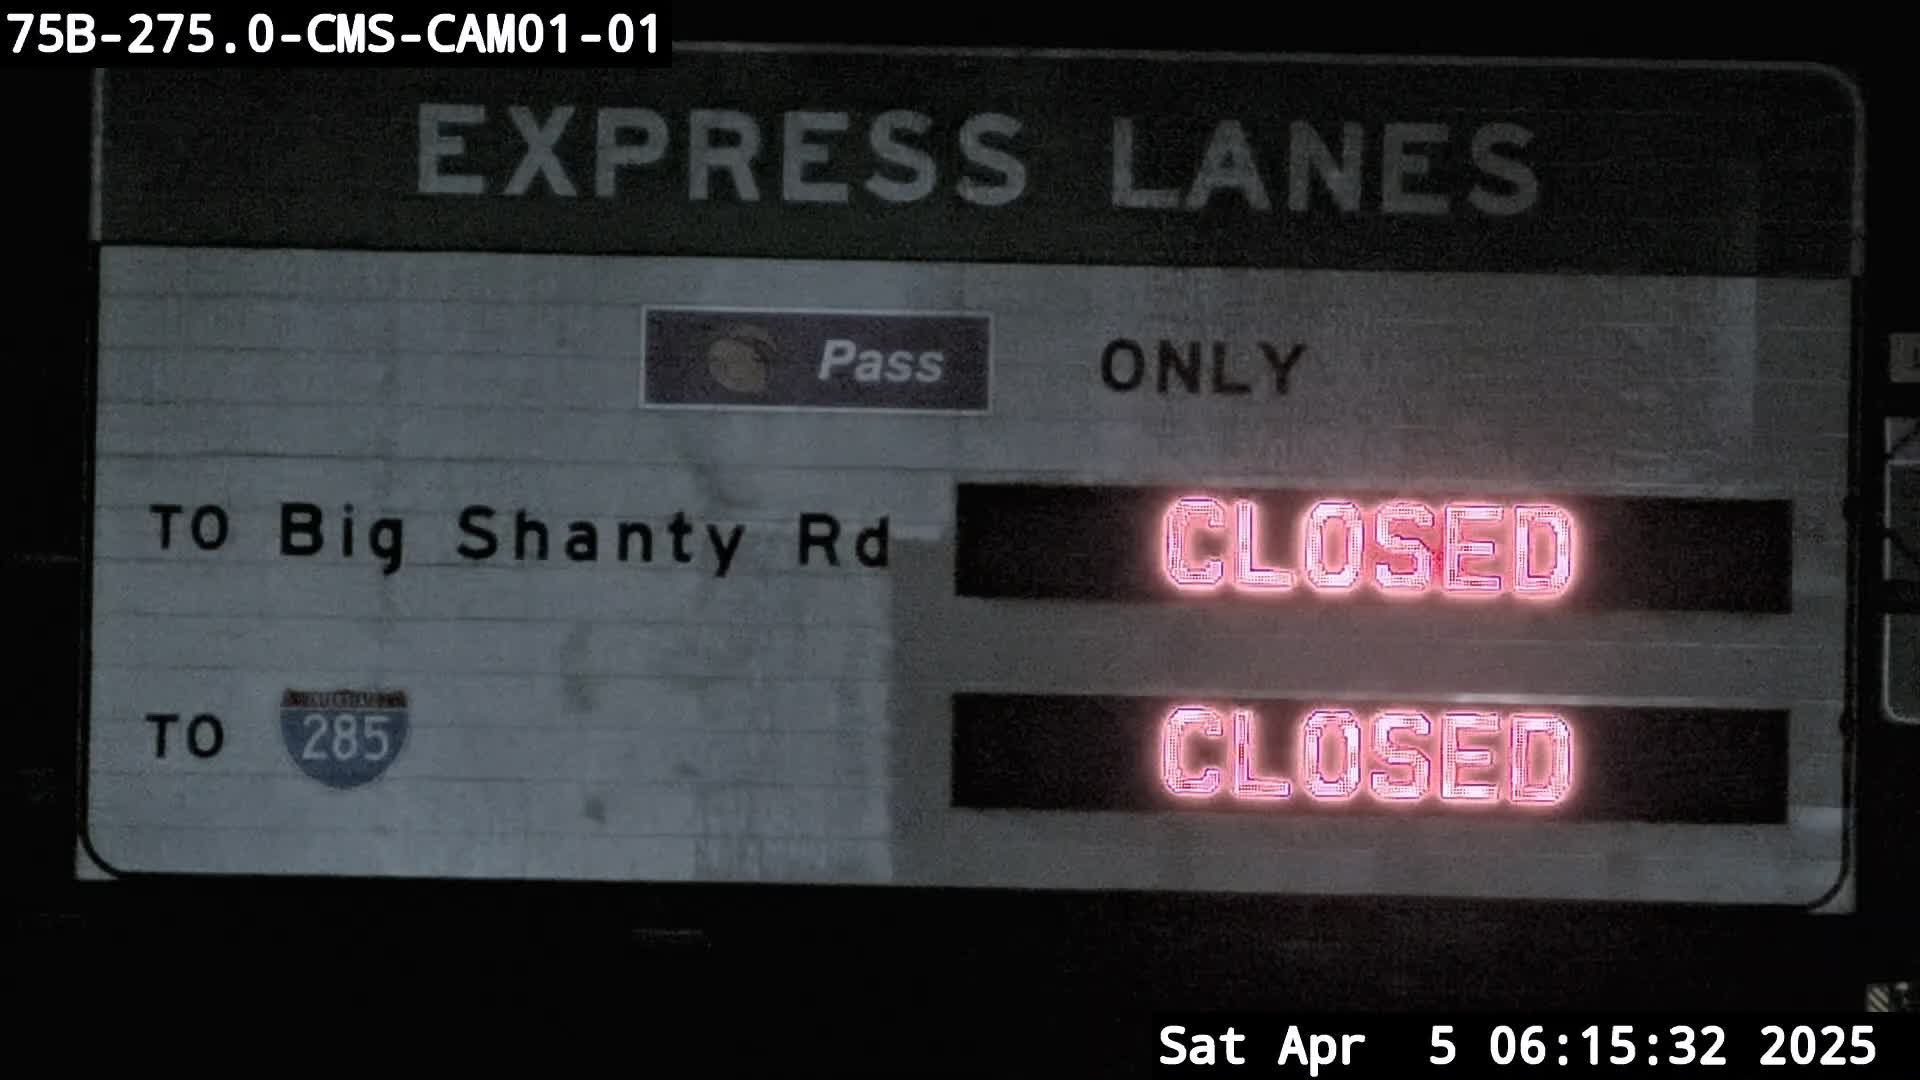 75B-275.0-CMS-CAM01-01
EXPRESS LANES
Pass ONLY
TO Big Shanty Rd CLOSED
TO 285 CLOSED
Sat Apr 5 06:15:32 2025